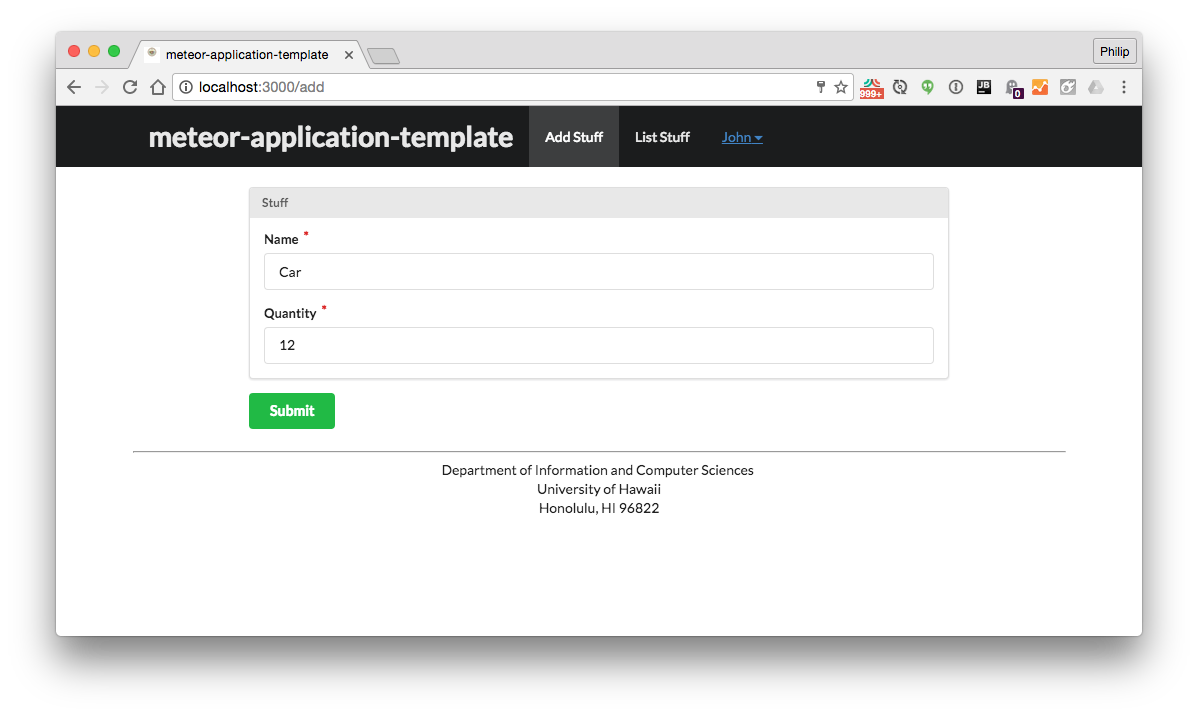 meteor-application-template
Philip
localhost:3000/add
999+
JB
0
meteor-application-template
Add Stuff
List Stuff
John
Stuff
Name *
Car
Quantity *
12
Submit
Department of Information and Computer Sciences
University of Hawaii
Honolulu, HI 96822